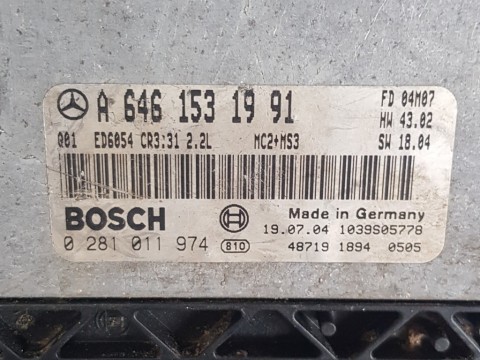 A 646 153 19 91 FD 04M07
HW 43.02
Q01 ED6054 CR3:31 2.2L MC2+MS3 SW 18.04
BOSCH Made in Germany
19.07.04 1039S05778
0 281 011 974 810 48719 1894 0505